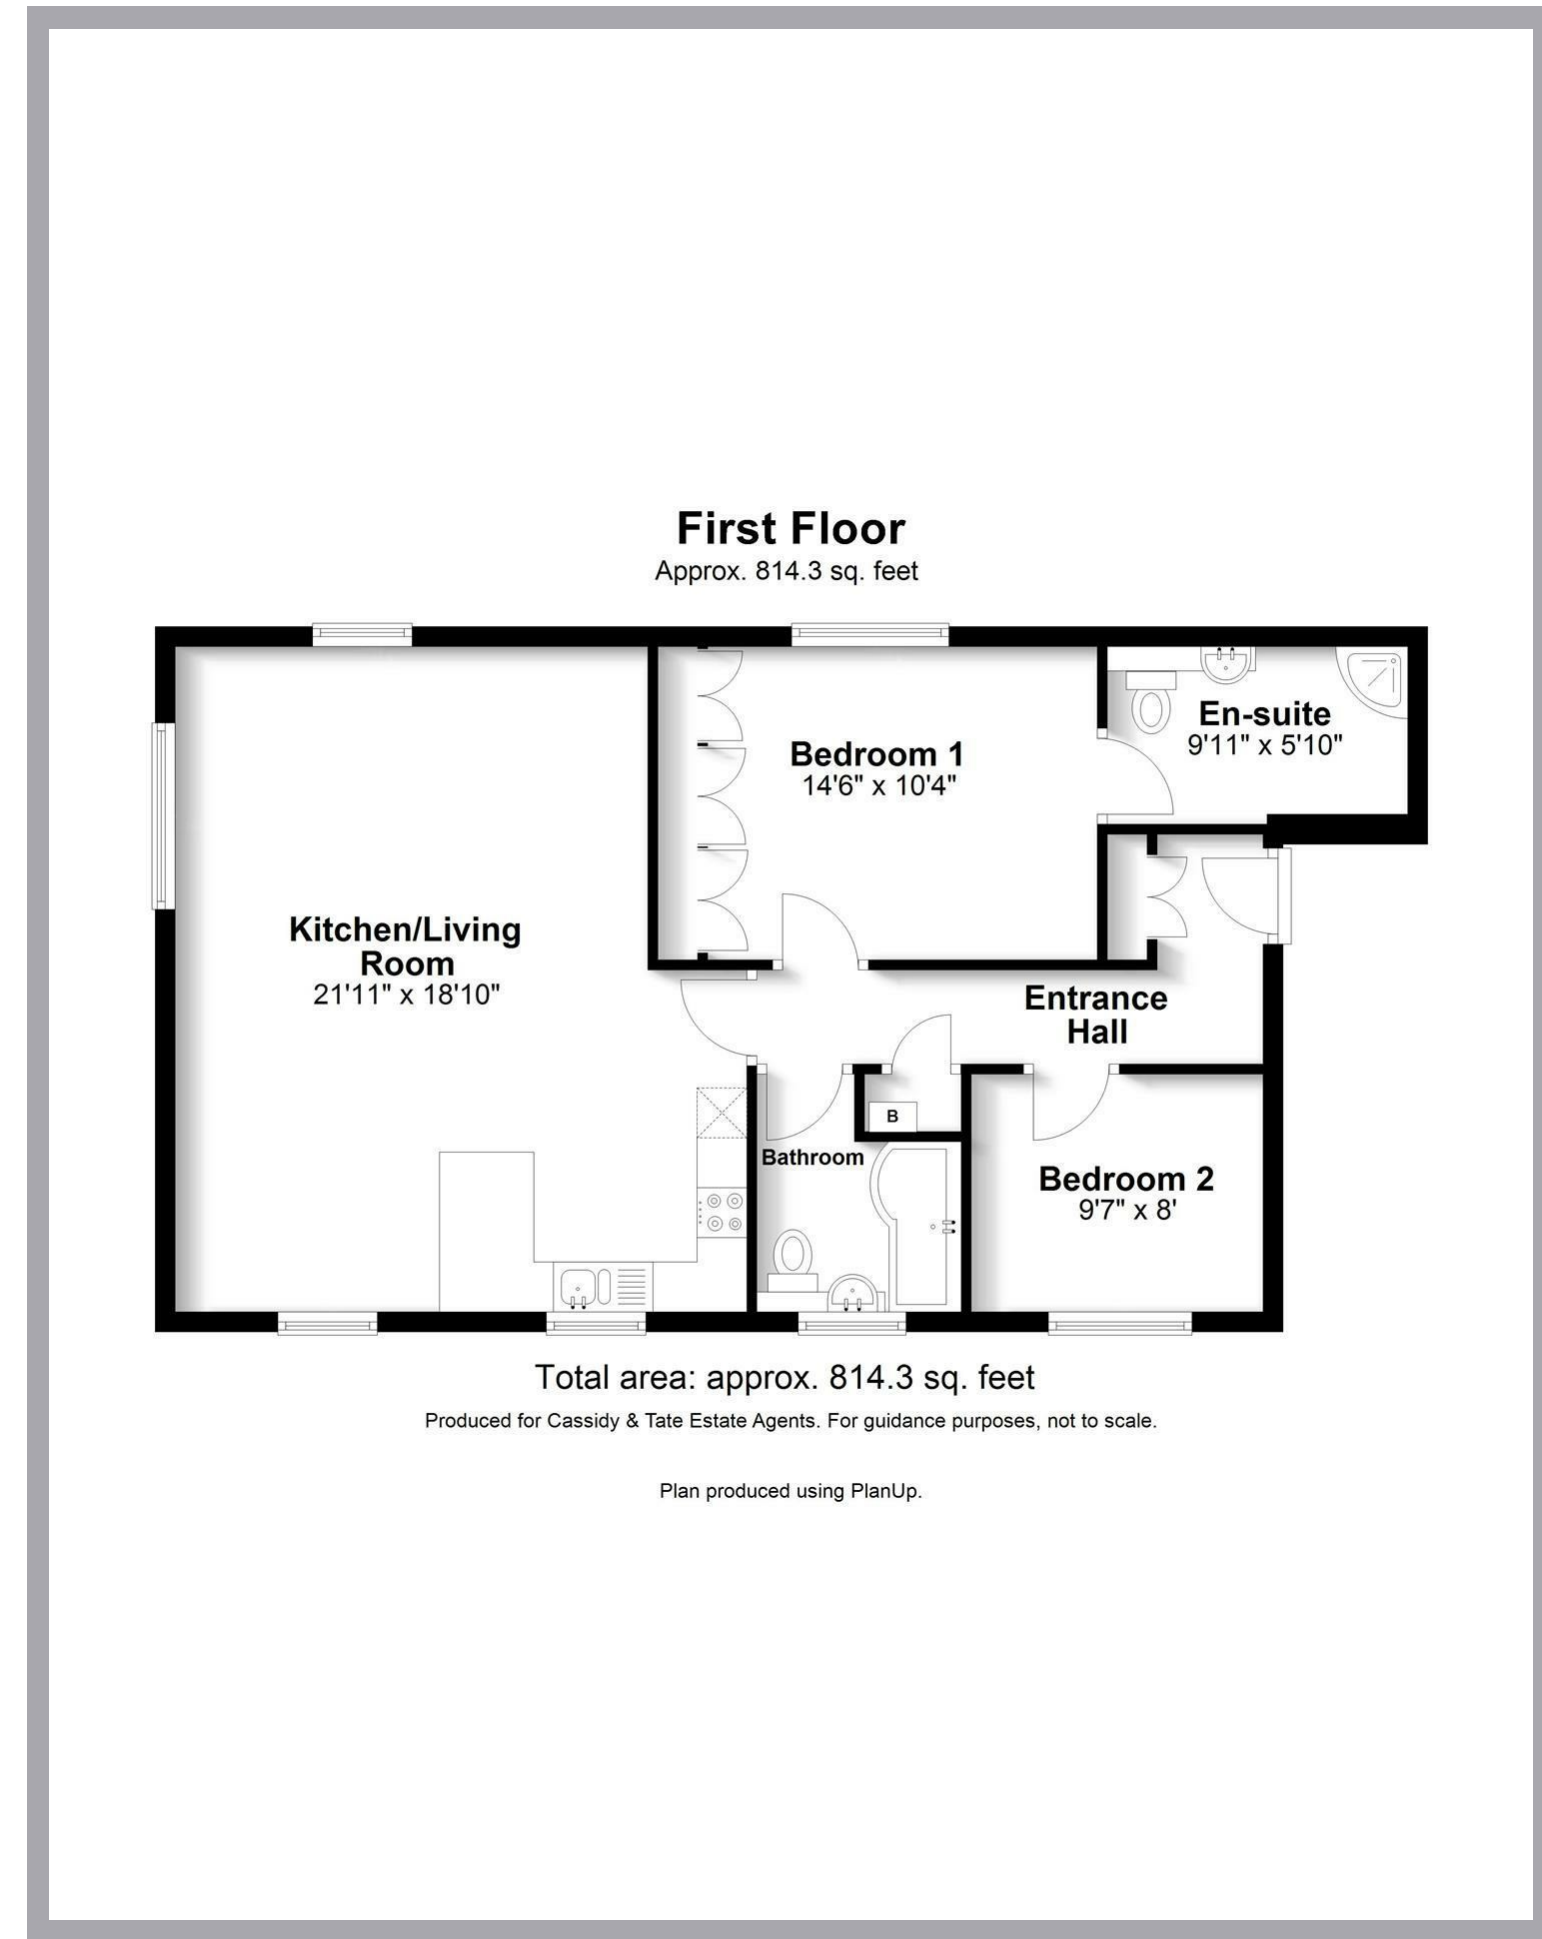 First Floor
Approx. 814.3 sq. feet
Bedroom 1
14'6" x 10'4"
En-suite
9'11" x 5'10"
Kitchen/Living
Room
21'11" x 18'10"
Entrance
Hall
B
Bathroom
Bedroom 2
9'7" x 8'
Total area: approx. 814.3 sq. feet
Produced for Cassidy & Tate Estate Agents. For guidance purposes, not to scale.
Plan produced using PlanUp.